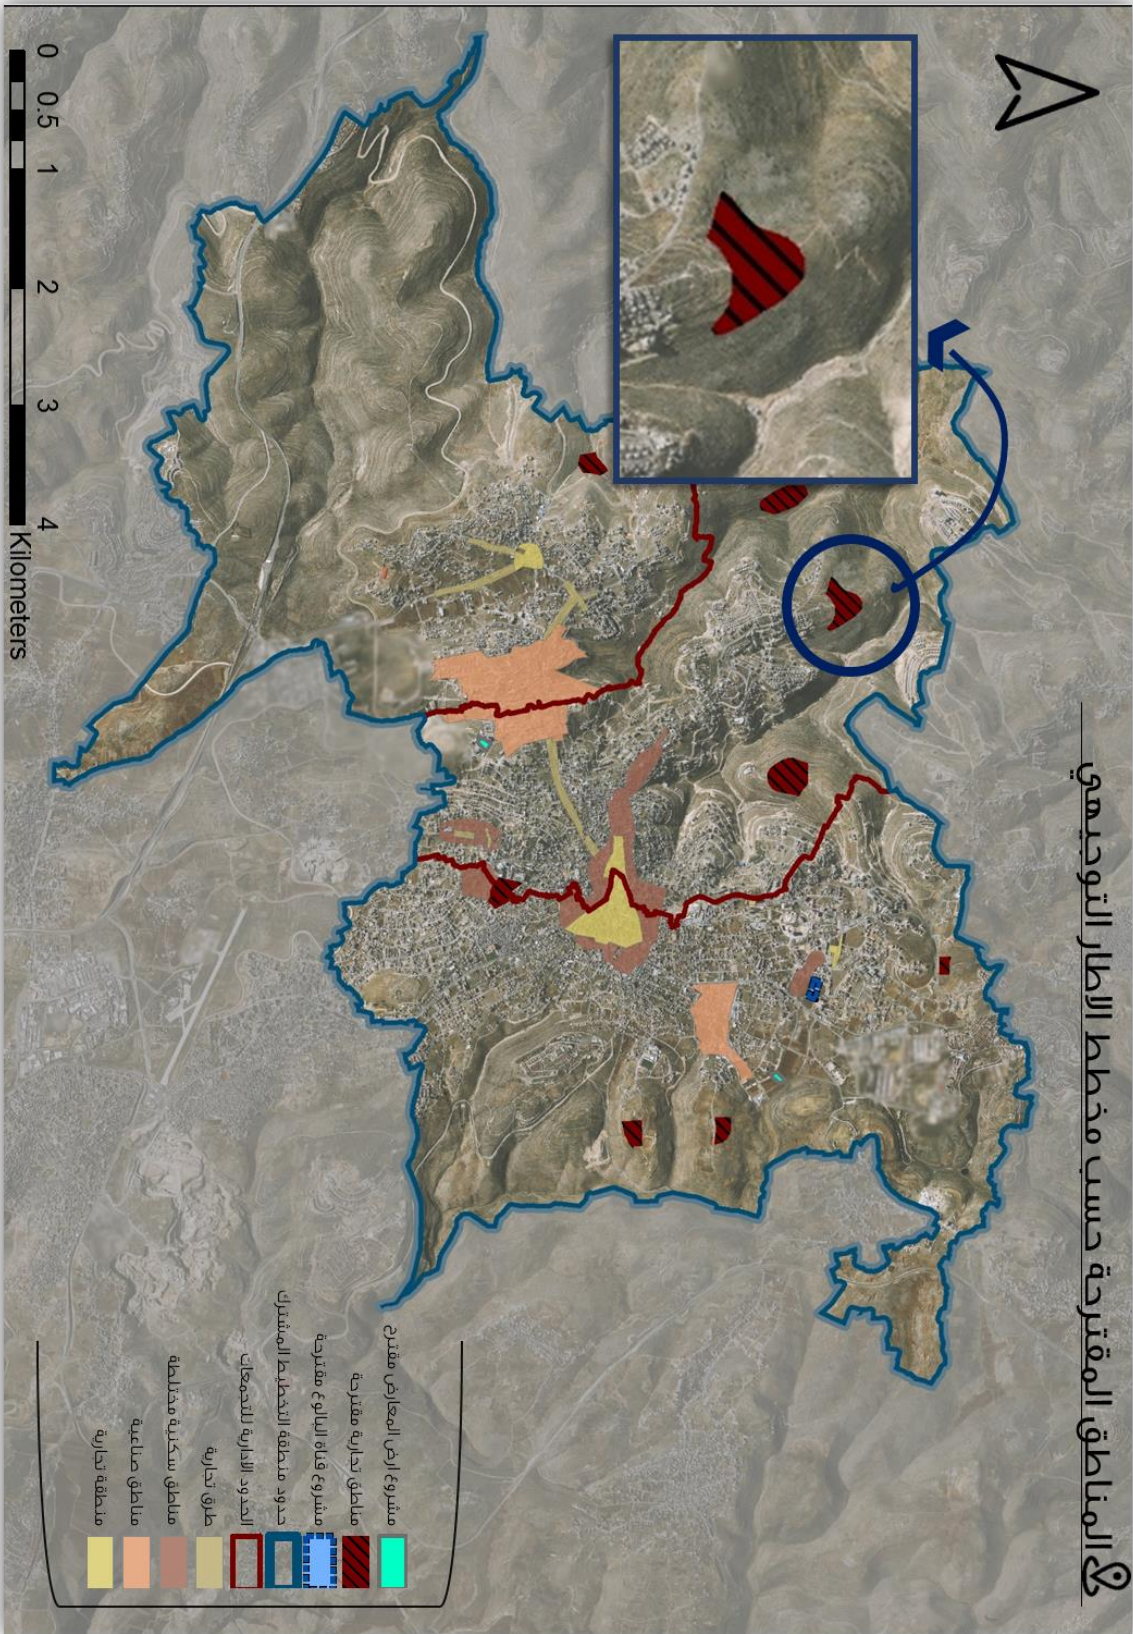 المناطق المقترحة حسب مخطط الاطار التوجيهي
مشروع ارض المعارض مقترح
مناطق تجارية مقترحة
مشروع قناة البالوع مقترحة
حدود منطقة التخطيط المشترك
الحدود الادارية للتجمعات
طرق تجارية
مناطق سكنية مختلطة
مناطق صناعية
منطقة تجارية
0 0.5 1 2 3 4
Kilometers